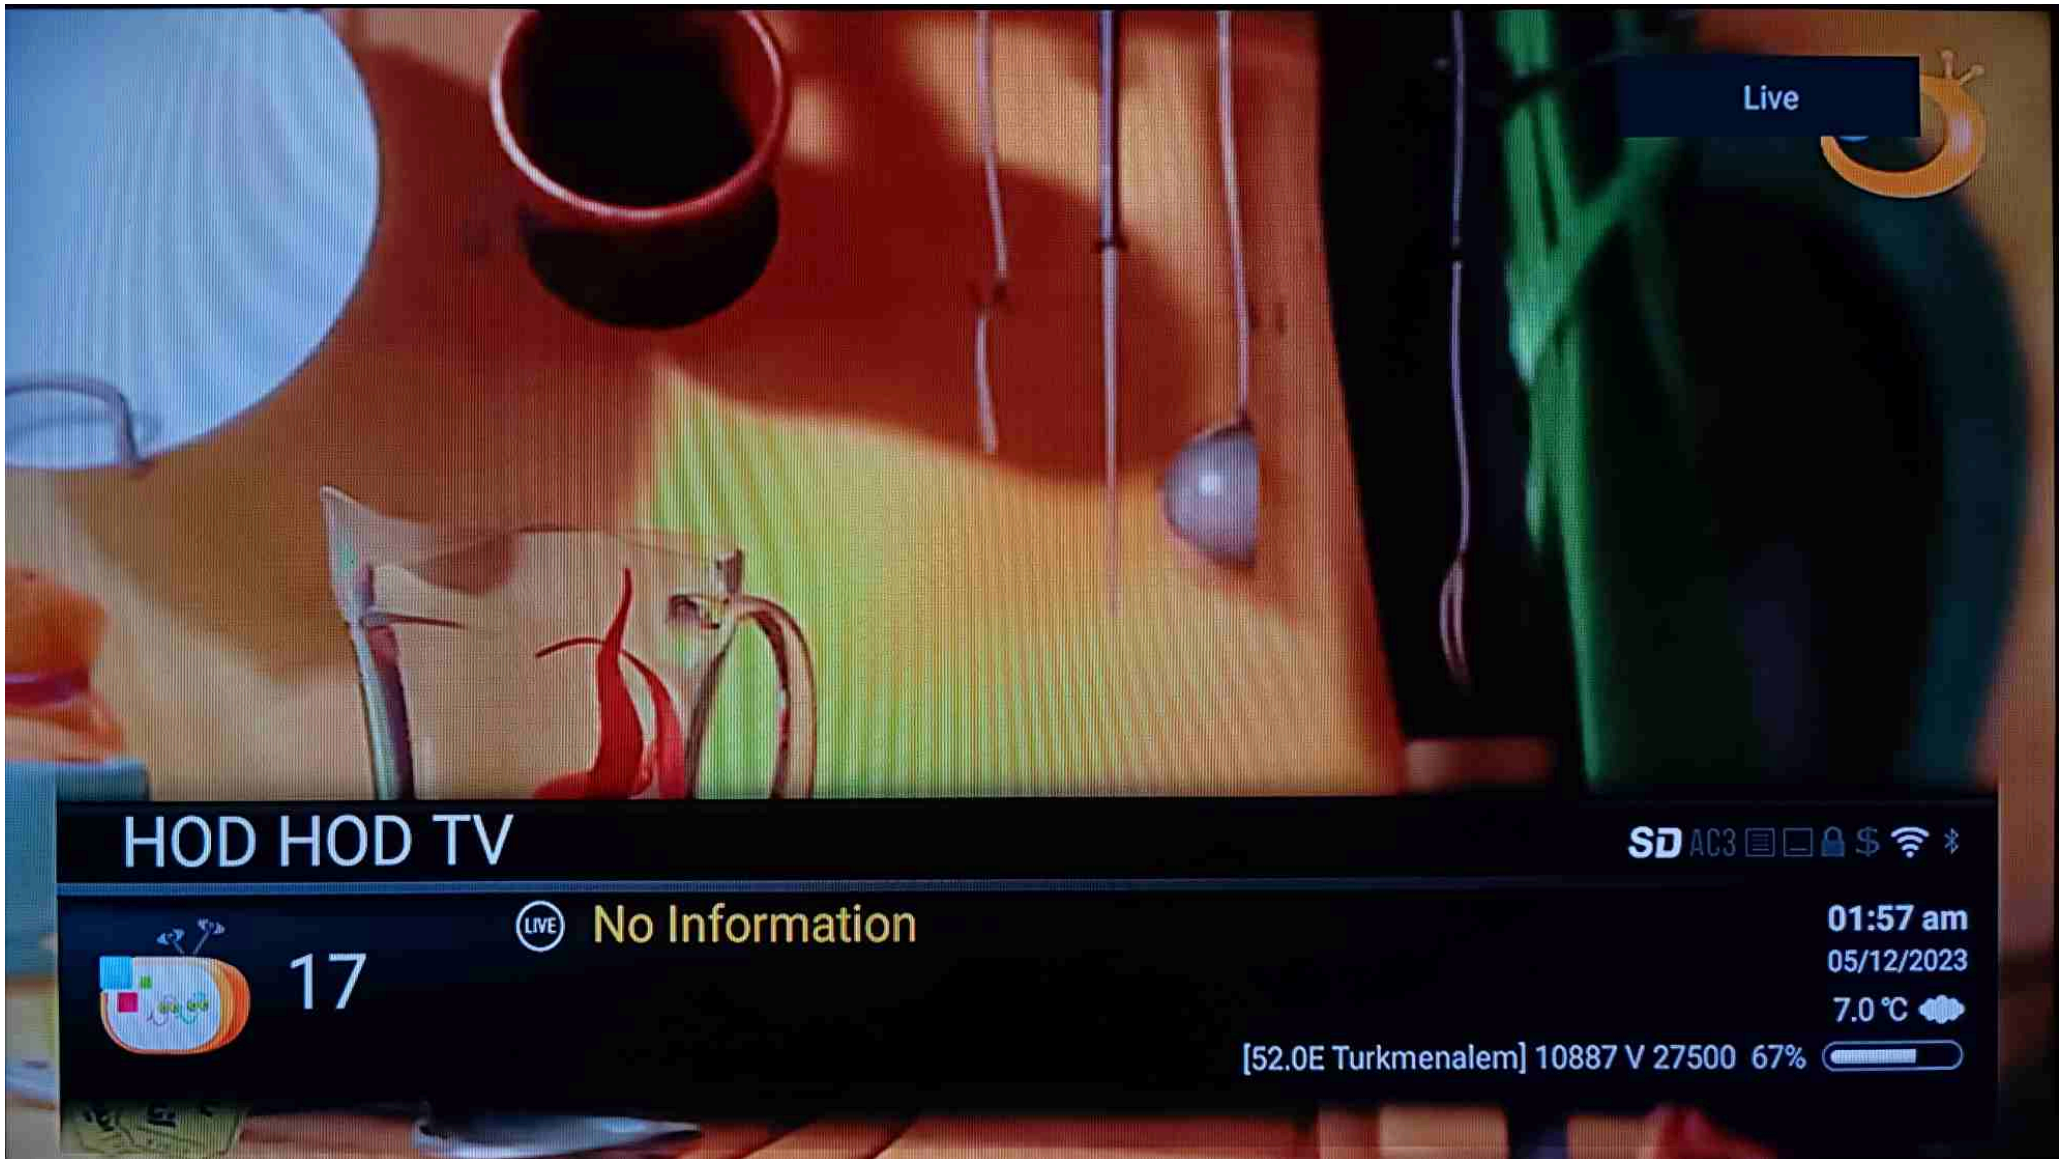 Live
HOD HOD TV
SD AC3 $
17
LIVE No Information
01:57 am
05/12/2023
7.0 °C
[52.0E Turkmenalem] 10887 V 27500 67%